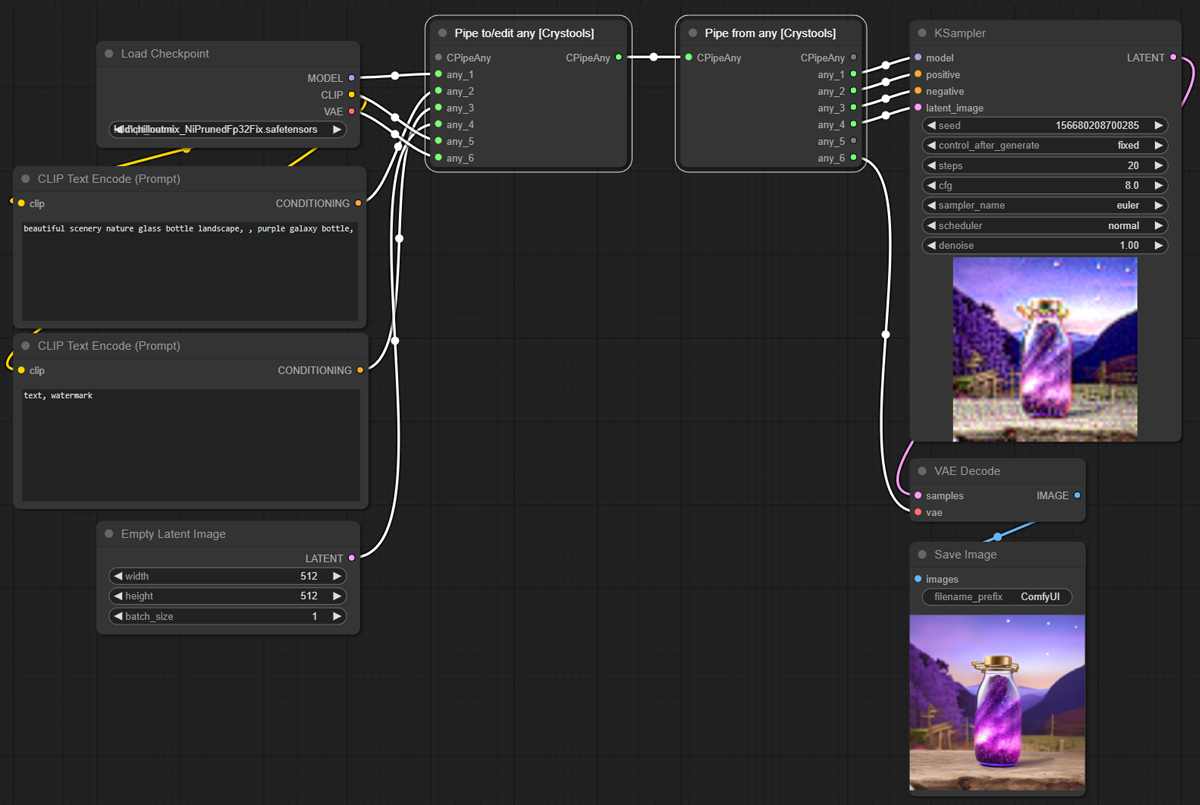 Load Checkpoint
MODEL
CLIP
VAE
chilloutmix_NiPrunedFp32Fix.safetensors
CLIP Text Encode (Prompt)
clip
CONDITIONING
beautiful scenery nature glass bottle landscape, , purple galaxy bottle,
CLIP Text Encode (Prompt)
clip
CONDITIONING
text, watermark
Empty Latent Image
LATENT
width 512
height 512
batch_size 1
Pipe to/edit any [Crystools]
CPipeAny CPipeAny
any_1
any_2
any_3
any_4
any_5
any_6
Pipe from any [Crystools]
CPipeAny CPipeAny
any_1
any_2
any_3
any_4
any_5
any_6
KSampler
model LATENT
positive
negative
latent_image
seed 156680208700285
control_after_generate fixed
steps 20
cfg 8.0
sampler_name euler
scheduler normal
denoise 1.00
VAE Decode
samples IMAGE
vae
Save Image
images
filename_prefix ComfyUI